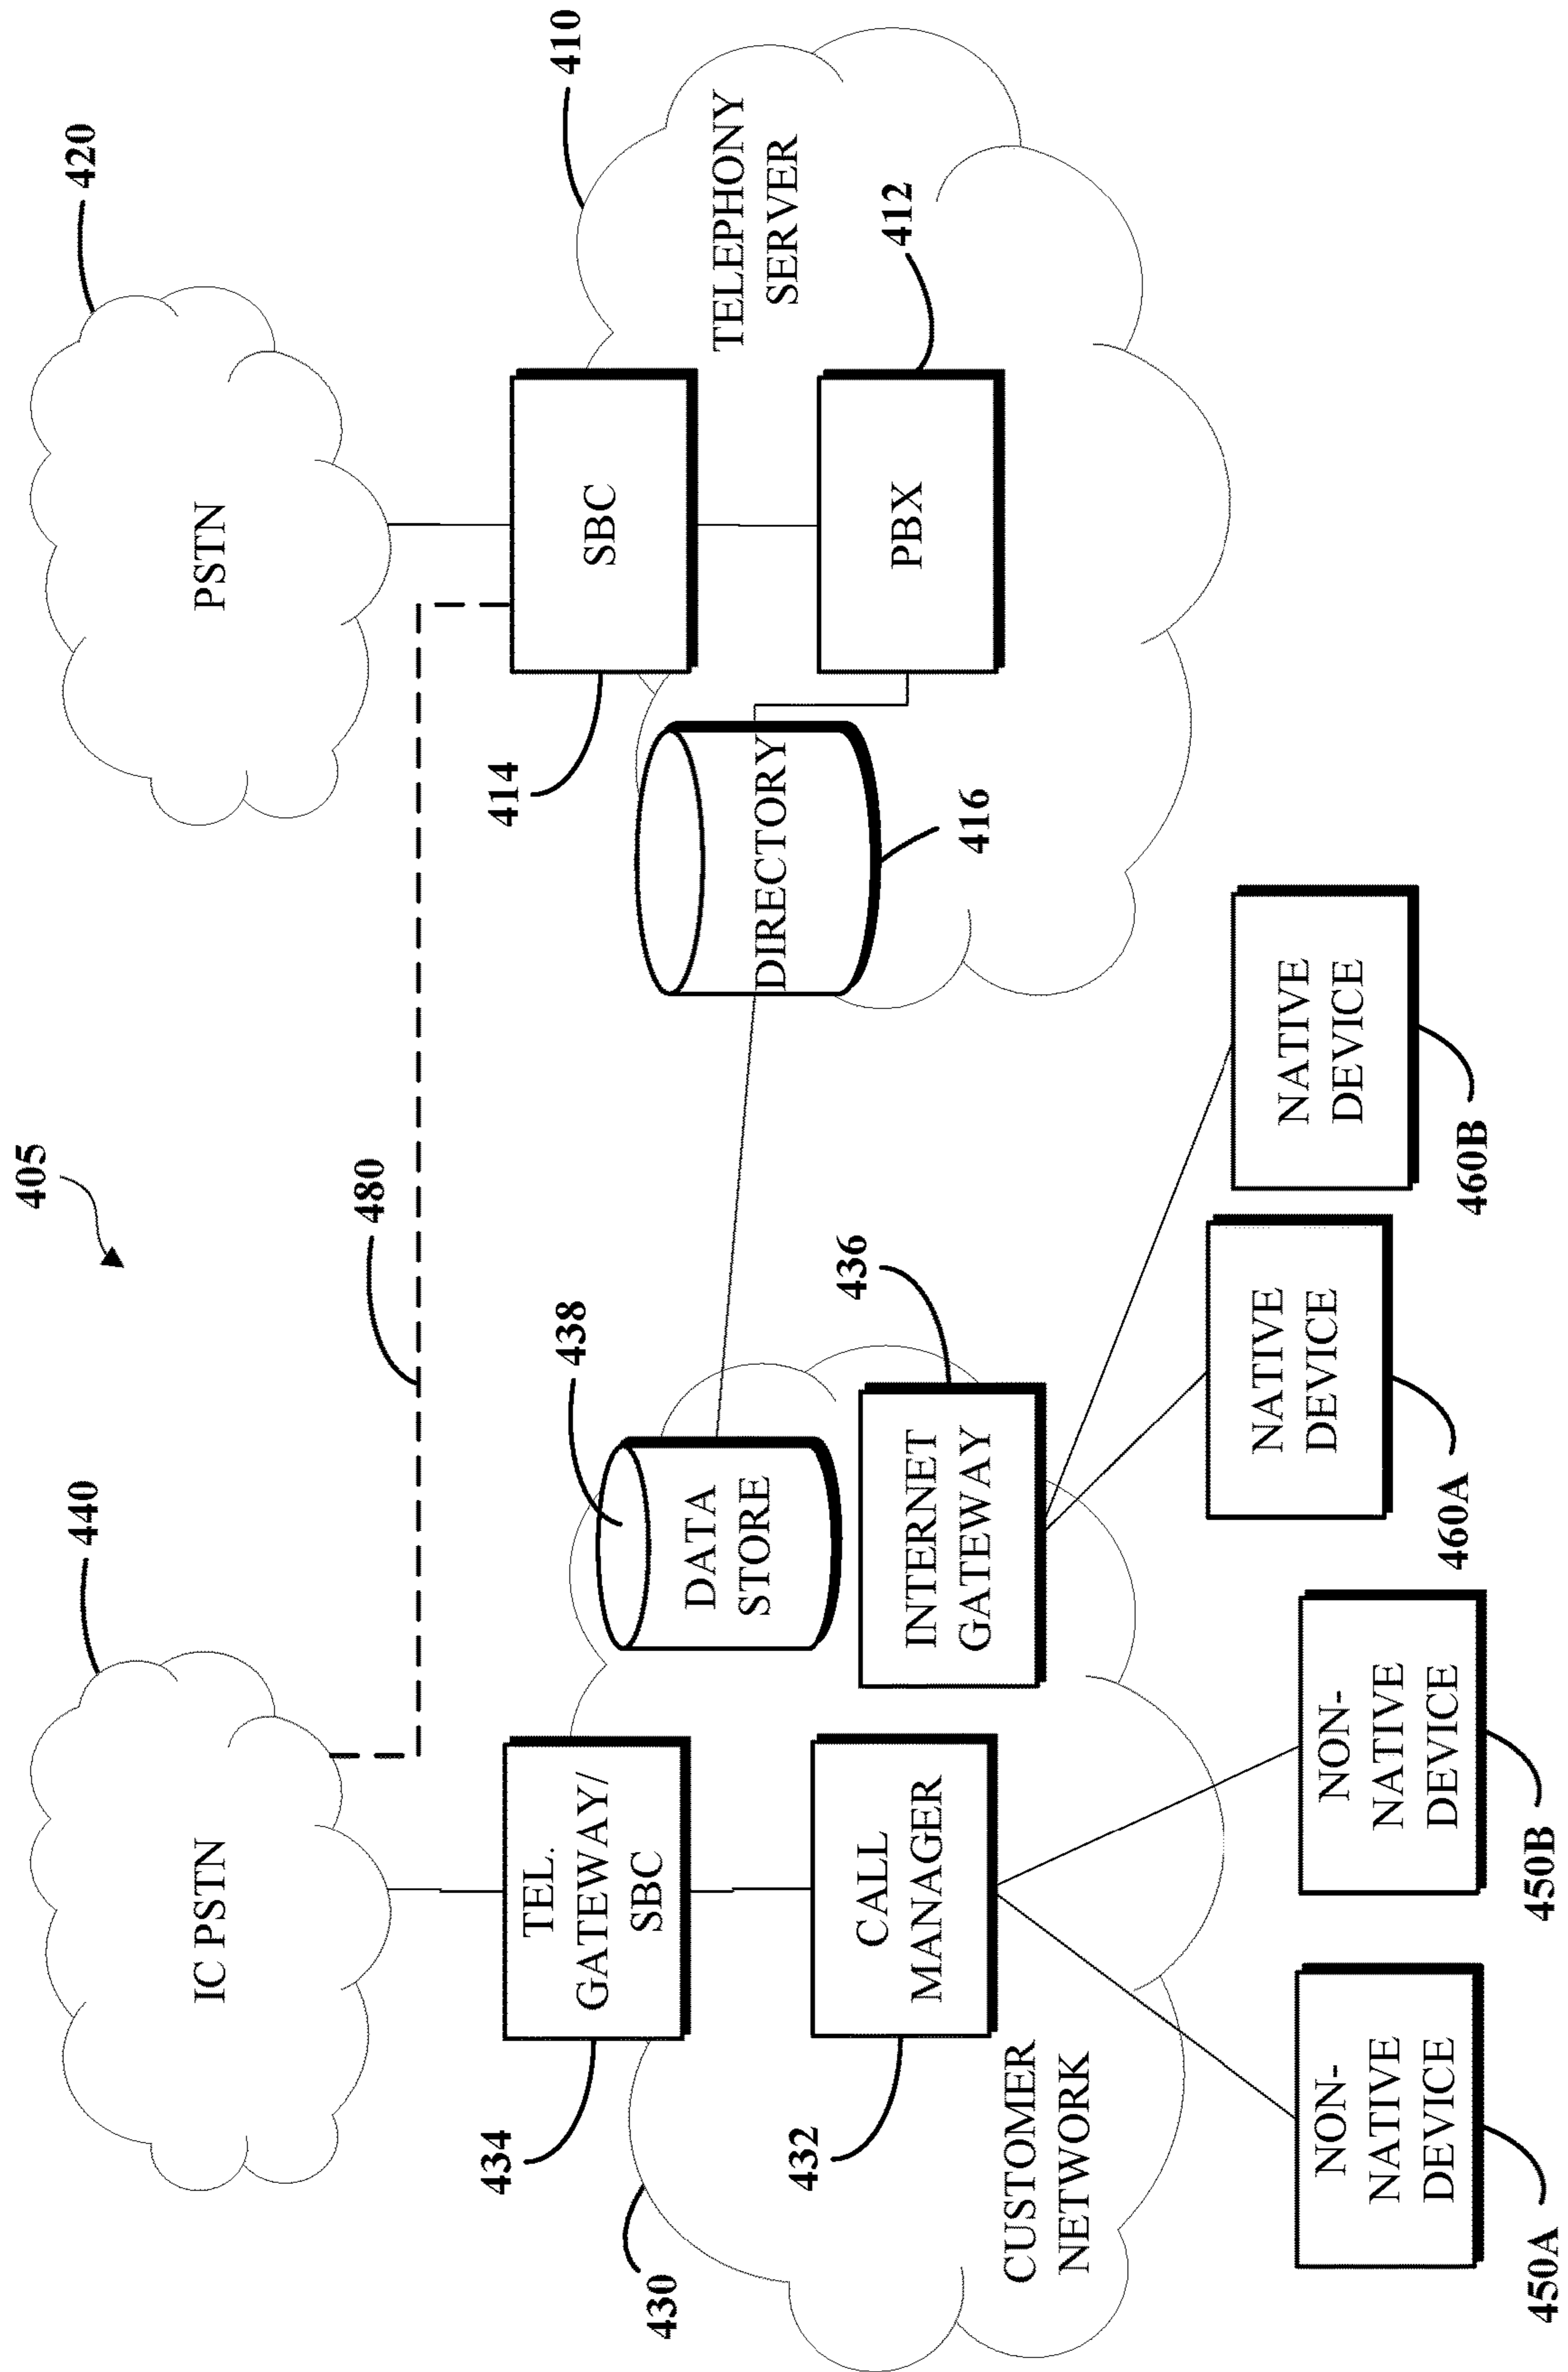 405
440
IC PSTN
420
PSTN
480
434
TEL.
GATEWAY/
SBC
438
DATA
STORE
414
SBC
410
TELEPHONY
SERVER
430
432
CALL
MANAGER
436
INTERNET
GATEWAY
DIRECTORY
416
PBX
412
CUSTOMER
NETWORK
NON-
NATIVE
DEVICE
450A
NON-
NATIVE
DEVICE
450B
NATIVE
DEVICE
460A
NATIVE
DEVICE
460B